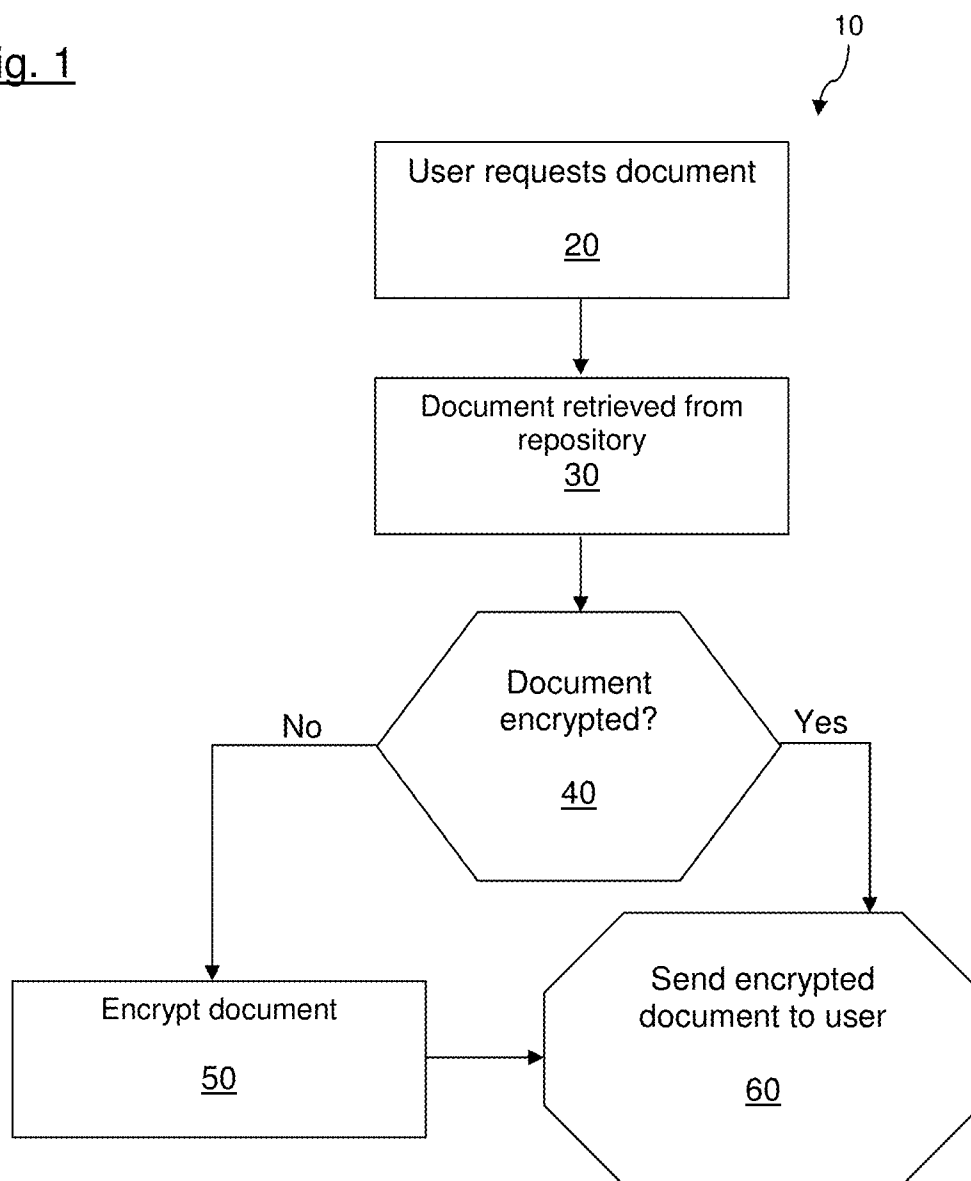 ig. 1
10
User requests document
20
Document retrieved from
repository
30
Document
encrypted?
40
No
Yes
Encrypt document
50
Send encrypted
document to user
60